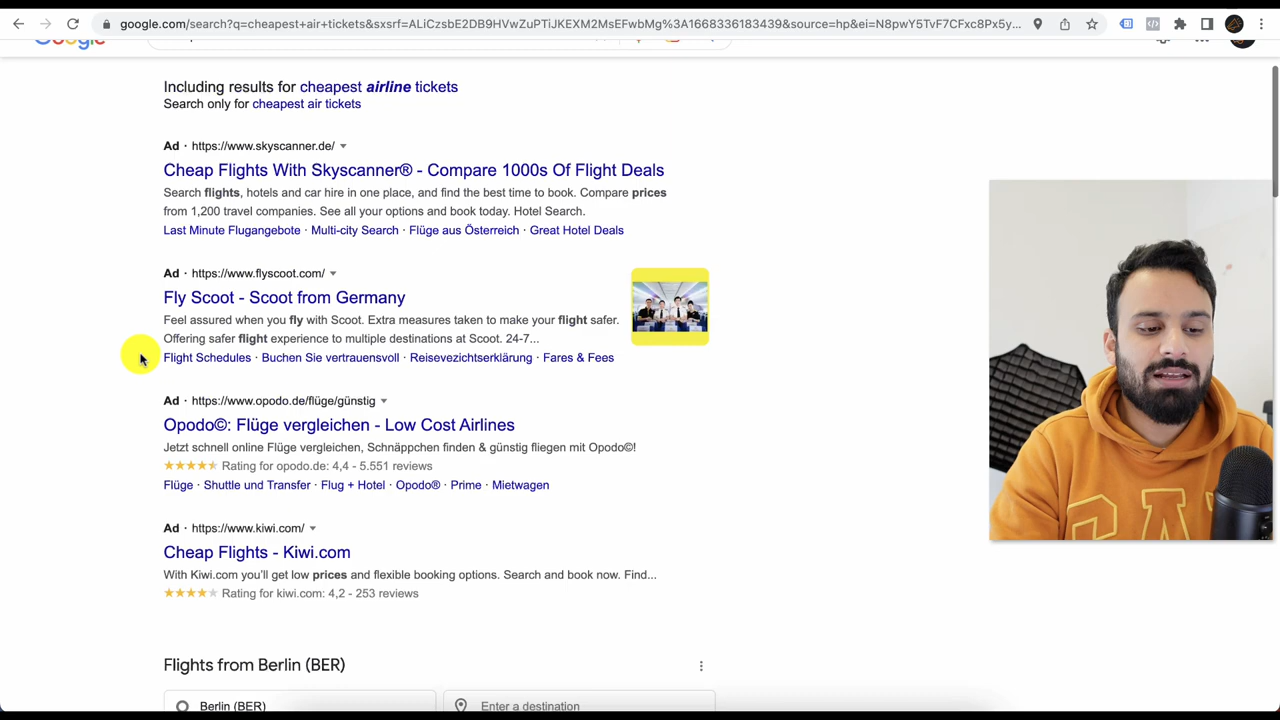 google.com/search?q=cheapest+air+tickets&sxsrf=ALiCzsbE2DB9HVwZuPTiJKEXM2MsEFwbMg%3A1668336183439&source=hp&ei=N8pwY5TvF7CFxc8Px5y...
Including results for cheapest airline tickets
Search only for cheapest air tickets
Ad · https://www.skyscanner.de/
Cheap Flights With Skyscanner® - Compare 1000s Of Flight Deals
Search flights, hotels and car hire in one place, and find the best time to book. Compare prices
from 1,200 travel companies. See all your options and book today. Hotel Search.
Last Minute Flugangebote · Multi-city Search · Flüge aus Österreich · Great Hotel Deals
Ad · https://www.flyscoot.com/
Fly Scoot - Scoot from Germany
Feel assured when you fly with Scoot. Extra measures taken to make your flight safer.
Offering safer flight experience to multiple destinations at Scoot. 24-7...
Flight Schedules · Buchen Sie vertrauensvoll · Reisevezichtserklärung · Fares & Fees
Ad · https://www.opodo.de/flüge/günstig
Opodo©: Flüge vergleichen - Low Cost Airlines
Jetzt schnell online Flüge vergleichen, Schnäppchen finden & günstig fliegen mit Opodo©!
Rating for opodo.de: 4,4 - 5.551 reviews
Flüge · Shuttle und Transfer · Flug + Hotel · Opodo® · Prime · Mietwagen
Ad · https://www.kiwi.com/
Cheap Flights - Kiwi.com
With Kiwi.com you'll get low prices and flexible booking options. Search and book now. Find...
Rating for kiwi.com: 4,2 - 253 reviews
Flights from Berlin (BER)
Berlin (BER)
Enter a destination